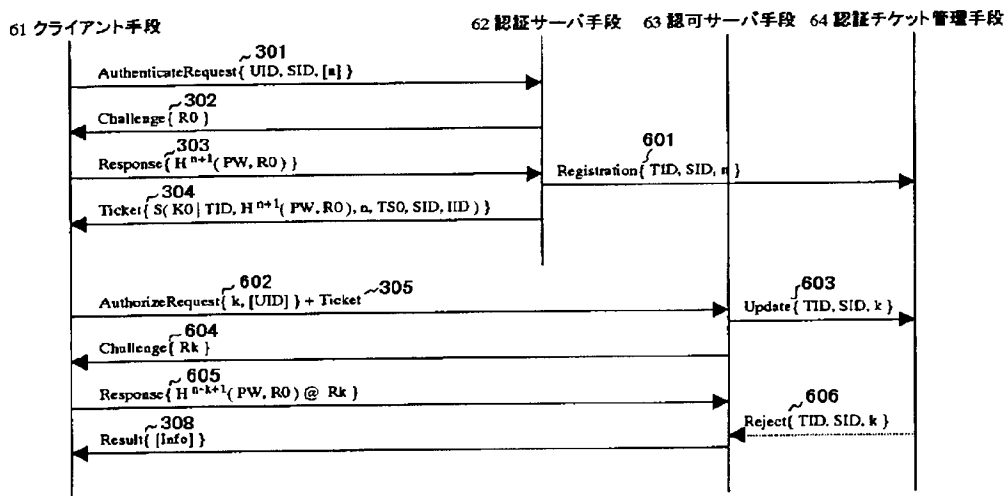 61 クライアント手段
62 認証サーバ手段
63 認可サーバ手段
64 認証チケット管理手段
301
AuthenticateRequest{ UID, SID, [n] }
302
Challenge{ R0 }
303
Response{ H^n+1( PW, R0) }
601
Registration{ TID, SID, n }
304
Ticket{ S( K0 | TID, H^n+1( PW, R0), n, TS0, SID, IID ) }
602
AuthorizeRequest{ k, [UID] } + Ticket
305
603
Update{ TID, SID, k }
604
Challenge{ Rk }
605
Response{ H^n-k+1( PW, R0) @ Rk }
606
Reject{ TID, SID, k }
308
Result{ [Info] }